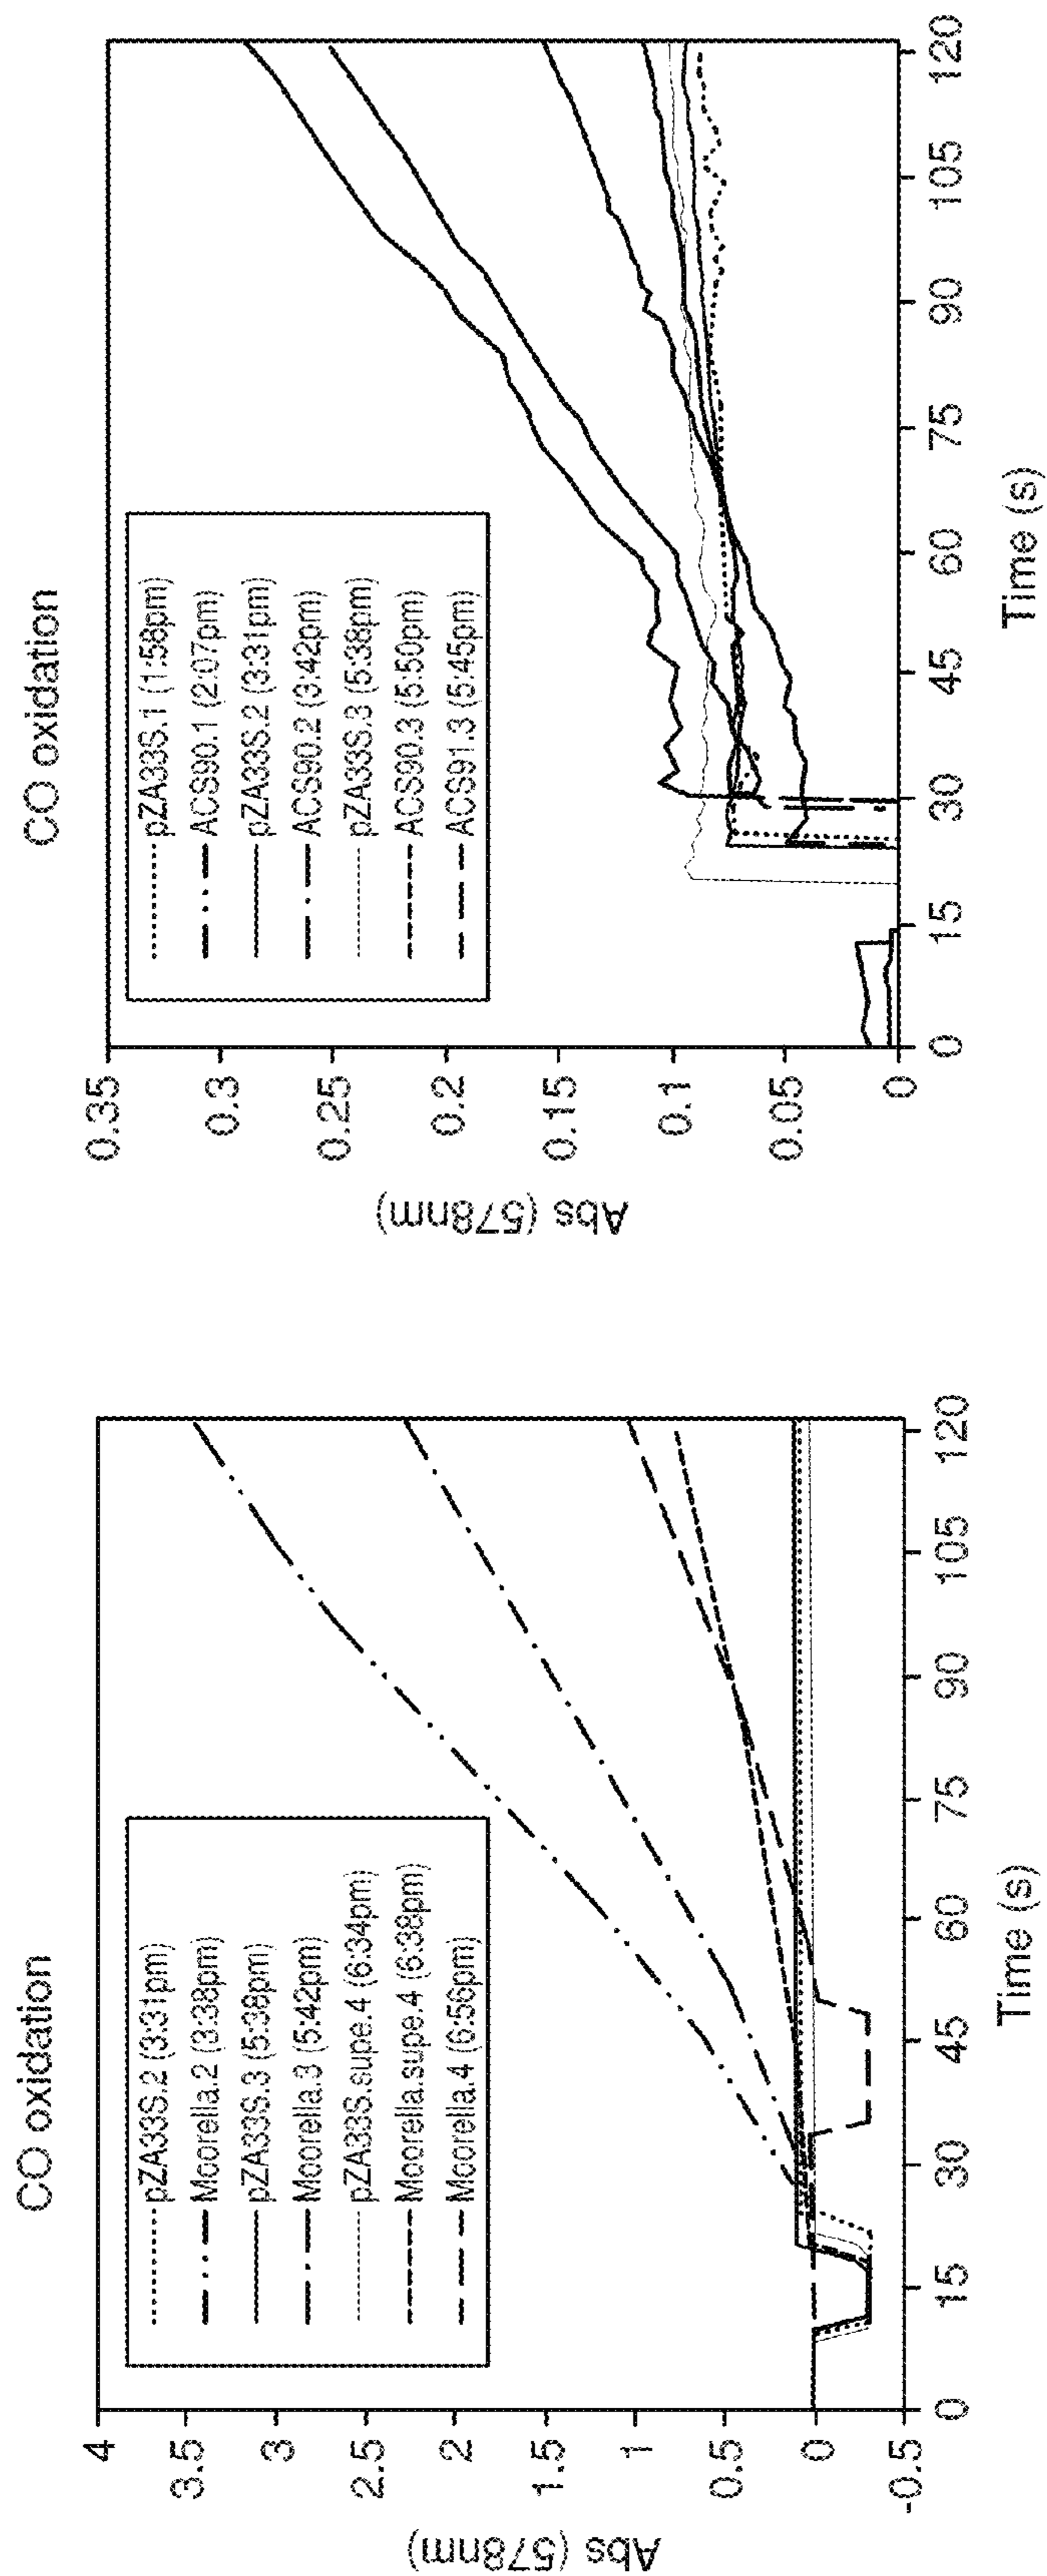 CO oxidation
Abs (578nm)
4
3.5
3
2.5
2
1.5
1
0.5
0
-0.5
pZA33S.2 (3:31pm)
Moorella.2 (3:38pm)
pZA33S.3 (5:38pm)
Moorella.3 (5:42pm)
pZA33S.supe.4 (6:34pm)
Moorella.supe.4 (6:38pm)
Moorella.4 (6:56pm)
0 15 30 45 60 75 90 105 120
Time (s)
CO oxidation
Abs (578nm)
0.35
0.3
0.25
0.2
0.15
0.1
0.05
0
pZA33S.1 (1:58pm)
ACS90.1 (2:07pm)
pZA33S.2 (3:31pm)
ACS90.2 (3:42pm)
pZA33S.3 (5:38pm)
ACS90.3 (5:50pm)
ACS91.3 (5:45pm)
0 15 30 45 60 75 90 105 120
Time (s)